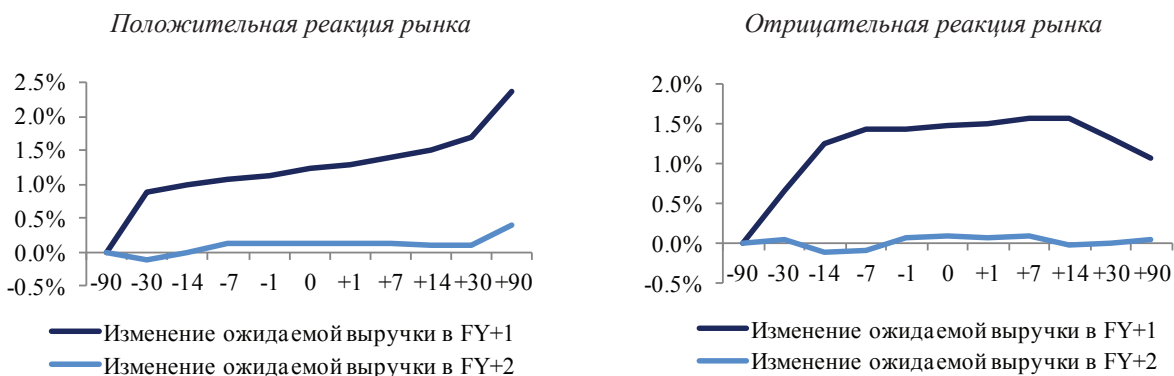 Положительная реакция рынка
2.5%
2.0%
1.5%
1.0%
0.5%
0.0%
-0.5%
-90 -30 -14 -7 -1 0 +1 +7 +14 +30 +90
Изменение ожидаемой выручки в FY+1
Изменение ожидаемой выручки в FY+2
Отрицательная реакция рынка
2.0%
1.5%
1.0%
0.5%
0.0%
-0.5%
-90 -30 -14 -7 -1 0 +1 +7 +14 +30 +90
Изменение ожидаемой выручки в FY+1
Изменение ожидаемой выручки в FY+2